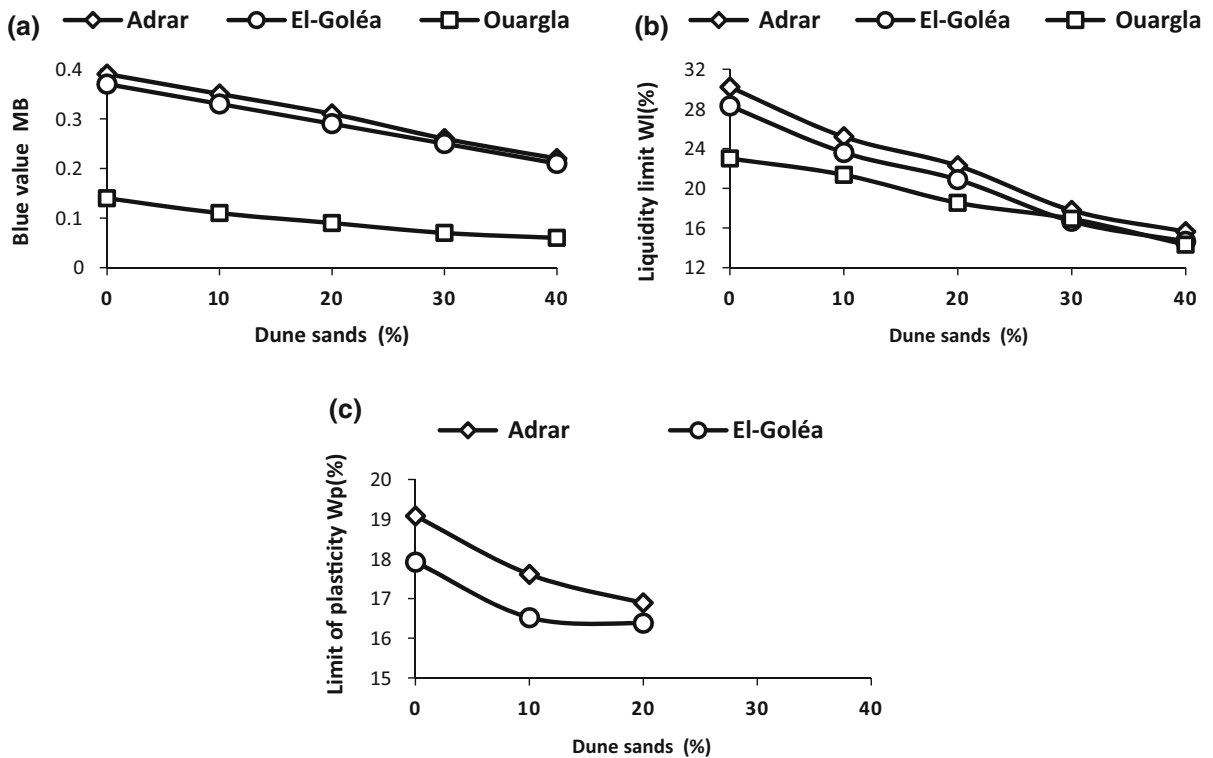 (a)
Adrar El-Goléa Ouargla
Blue value MB
0.4
0.3
0.2
0.1
0
0 10 20 30 40
Dune sands (%)
(b)
Adrar El-Goléa Ouargla
Liquidity limit Wl(%)
32
28
24
20
16
12
0 10 20 30 40
Dune sands (%)
(c)
Adrar El-Goléa
Limit of plasticity Wp(%)
20
19
18
17
16
15
0 10 20 30 40
Dune sands (%)